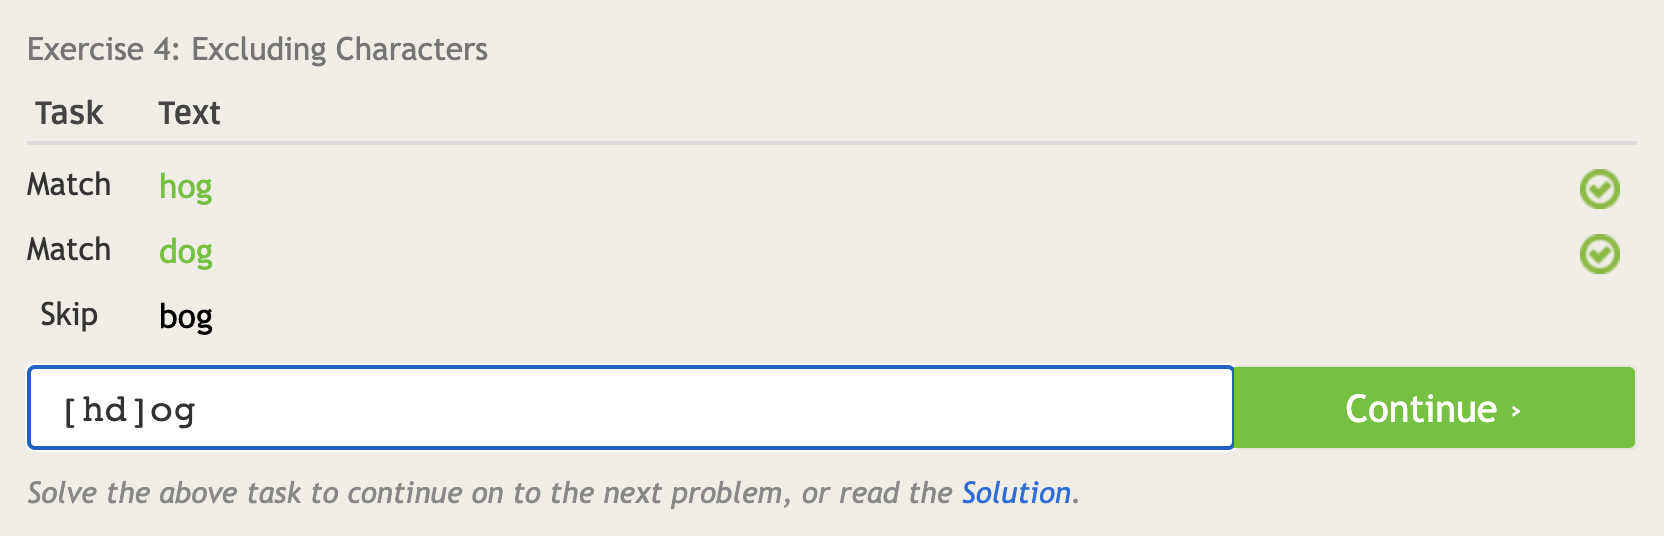 Exercise 4: Excluding Characters
Task Text
Match hog
Match dog
Skip bog
[hd]og
Continue ›
Solve the above task to continue on to the next problem, or read the Solution.